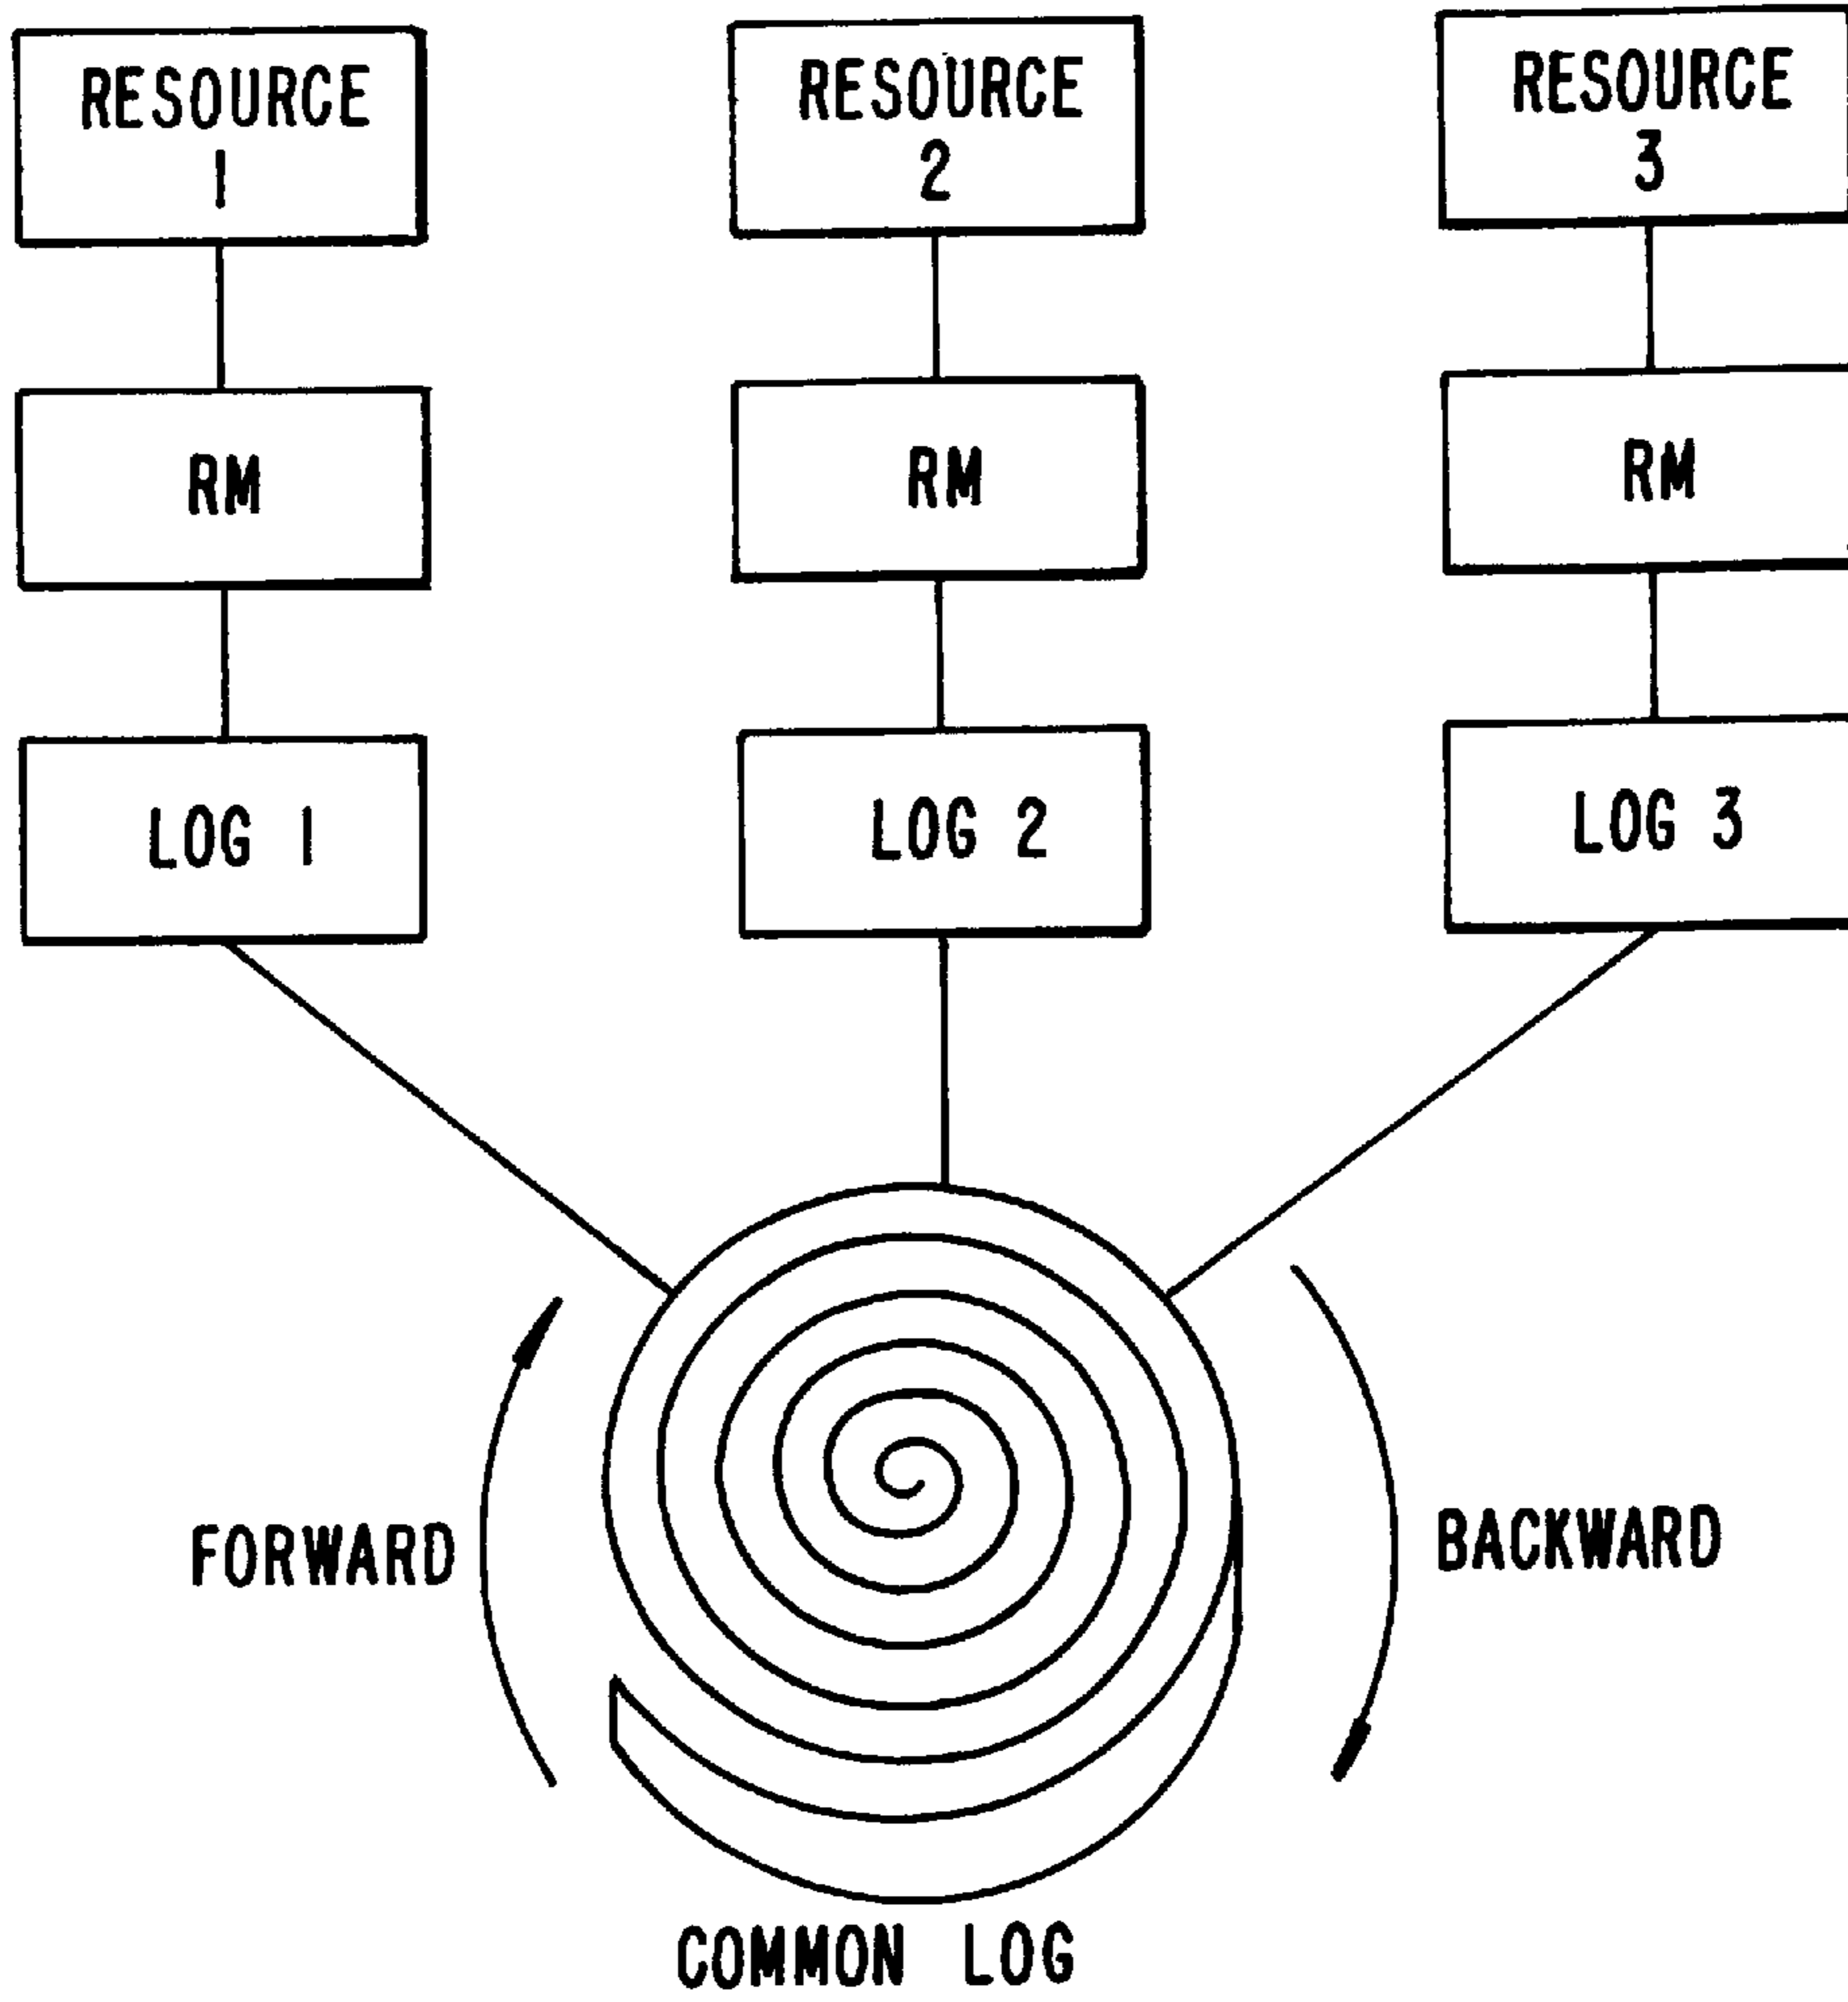 RESOURCE
1
RESOURCE
2
RESOURCE
3
RM
RM
RM
LOG 1
LOG 2
LOG 3
FORWARD
BACKWARD
COMMON LOG